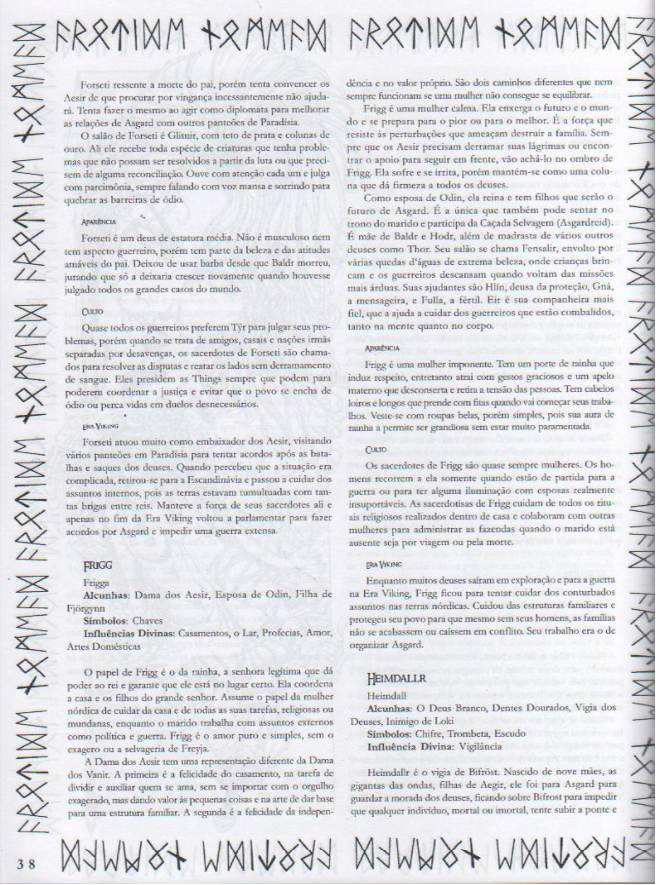 ᚨᚱᛟᛏᛁᛞᛖ ᚾᛟᛗᛖᚨᛞ ᚨᚱᛟᛏᛁᛞᛖ ᚾᛟᛗᛖᚨᛞ
Forseti ressente a morte do pai, porém tenta convencer os
Aesir de que procurar por vingança incessantemente não ajuda-
rá. Tenta fazer o mesmo ao agir como diplomata para melhorar
as relações de Asgard com outros panteões de Paradísia.
O salão de Forseti é Glimir, com teto de prata e colunas de
ouro. Ali ele recebe toda espécie de criaturas que tenha proble-
mas que não possam ser resolvidos a partir da luta ou que preci-
sem de alguma reconciliação. Ouve com atenção cada um e julga
com parcimônia, sempre falando com voz mansa e sorrindo para
quebrar as barreiras de ódio.
Aparência
Forseti é um deus de estatura média. Não é musculoso nem
tem aspecto guerreiro, porém tem parte da beleza e das atitudes
amáveis do pai. Deixou de usar barba desde que Baldr morreu,
jurando que só a deixaria crescer novamente quando houvesse
julgado todos os grandes casos do mundo.
Culto
Quase todos os guerreiros preferem Týr para julgar seus pro-
blemas, porém quando se trata de amigos, casais e nações irmãs
separadas por desavenças, os sacerdotes de Forseti são chama-
dos para resolver as disputas e reatar os lados sem derramamento
de sangue. Eles presidem as Things sempre que podem para
poderem coordenar a justiça e evitar que o povo se encha de
ódio ou perca vidas em duelos desnecessários.
Era Viking
Forseti atuou muito como embaixador dos Aesir, visitando
vários panteões em Paradísia para tentar acordos após as bata-
lhas e saques dos deuses. Quando percebeu que a situação era
complicada, retirou-se para a Escandinávia e passou a cuidar dos
assuntos internos, pois as terras estavam tumultuadas com tan-
tas brigas entre reis. Manteve a força de seus sacerdotes ali e
apenas no fim da Era Viking voltou a parlamentar para fazer
acordos por Asgard e impedir uma guerra extensa.
Frigg
Frigga
Alcunhas: Dama dos Aesir, Esposa de Odin, Filha de
Fjörgynn
Símbolos: Chaves
Influências Divinas: Casamentos, o Lar, Profecias, Amor,
Artes Domésticas
O papel de Frigg é o da rainha, a senhora legítima que dá
poder ao rei e garante que ele está no lugar certo. Ela coordena
a casa e os filhos do grande senhor. Assume o papel da mulher
nórdica de cuidar da casa e de todas as suas tarefas, religiosas ou
mundanas, enquanto o marido trabalha com assuntos externos
como política e guerra. Frigg é o amor puro e simples, sem o
exagero ou a selvageria de Freyja.
A Dama dos Aesir tem uma representação diferente da Dama
dos Vanir. A primeira é a felicidade do casamento, na tarefa de
dividir e auxiliar quem se ama, sem se importar com o orgulho
exagerado, mas dando valor às pequenas coisas e na arte de dar base
para uma estrutura familiar. A segunda é a felicidade da indepen-
dência e no valor próprio. São dois caminhos diferentes que nem
sempre funcionam se uma mulher não consegue se equilibrar.
Frigg é uma mulher calma. Ela enxerga o futuro e o mun-
do e se prepara para o pior ou para o melhor. É a força que
resiste às perturbações que ameaçam destruir a família. Sem-
pre que os Aesir precisam derramar suas lágrimas ou encon-
trar o apoio para seguir em frente, vão achá-lo no ombro de
Frigg. Ela sofre e se irrita, porém mantém-se como uma colu-
na que dá firmeza a todos os deuses.
Como esposa de Odin, ela reina e tem filhos que serão o
futuro de Asgard. É a única que também pode sentar no
trono do marido e participa da Caçada Selvagem (Asgardreid).
É mãe de Baldr e Hodr, além de madrasta de vários outros
deuses como Thor. Seu salão se chama Fensalir, envolto por
várias quedas d'águas de extrema beleza, onde crianças brin-
cam e os guerreiros descansam quando voltam das missões
mais árduas. Suas ajudantes são Hlín, deusa da proteção, Gná,
a mensageira, e Fulla, a fértil. Eir é sua companheira mais
fiel, que a ajuda a cuidar dos guerreiros que estão combalidos,
tanto na mente quanto no corpo.
Aparência
Frigg é uma mulher imponente. Tem um porte de rainha que
induz respeito, entretanto atrai com gestos graciosos e um apelo
materno que desconserta e retira a tensão das pessoas. Tem cabelos
loiros e longos que prende com fitas quando vai começar seus traba-
lhos. Veste-se com roupas belas, porém simples, pois sua aura de
rainha a permite ser grandiosa sem estar muito paramentada.
Culto
Os sacerdotes de Frigg são quase sempre mulheres. Os ho-
mens recorrem a ela somente quando estão de partida para a
guerra ou para ter alguma iluminação com esposas realmente
insuportáveis. As sacerdotisas de Frigg cuidam de todos os ritu-
ais religiosos realizados dentro de casa e colaboram com outras
mulheres para administrar as fazendas quando o marido está
ausente seja por viagem ou pela morte.
Era Viking
Enquanto muitos deuses saíram em exploração e para a guerra
na Era Viking, Frigg ficou para tentar cuidar dos conturbados
assuntos nas terras nórdicas. Cuidou das estruturas familiares e
protegeu seu povo para que mesmo sem seus homens, as famílias
não se acabassem ou caíssem em conflito. Seu trabalho era o de
organizar Asgard.
Heimdallr
Heimdall
Alcunhas: O Deus Branco, Dentes Dourados, Vigia dos
Deuses, Inimigo de Loki
Símbolos: Chifre, Trombeta, Escudo
Influência Divina: Vigilância
Heimdallr é o vigia de Bifröst. Nascido de nove mães, as
gigantas das ondas, filhas de Aegir, ele foi para Asgard para
guardar a morada dos deuses, ficando sobre Bifrost para impedir
que qualquer indivíduo, mortal ou imortal, tente subir a ponte e
38